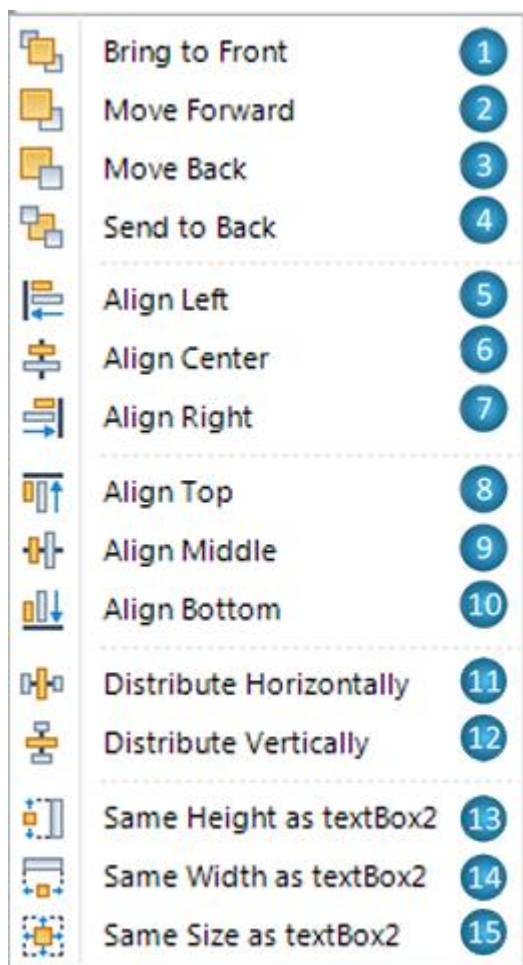 Bring to Front 1
Move Forward 2
Move Back 3
Send to Back 4
Align Left 5
Align Center 6
Align Right 7
Align Top 8
Align Middle 9
Align Bottom 10
Distribute Horizontally 11
Distribute Vertically 12
Same Height as textBox2 13
Same Width as textBox2 14
Same Size as textBox2 15